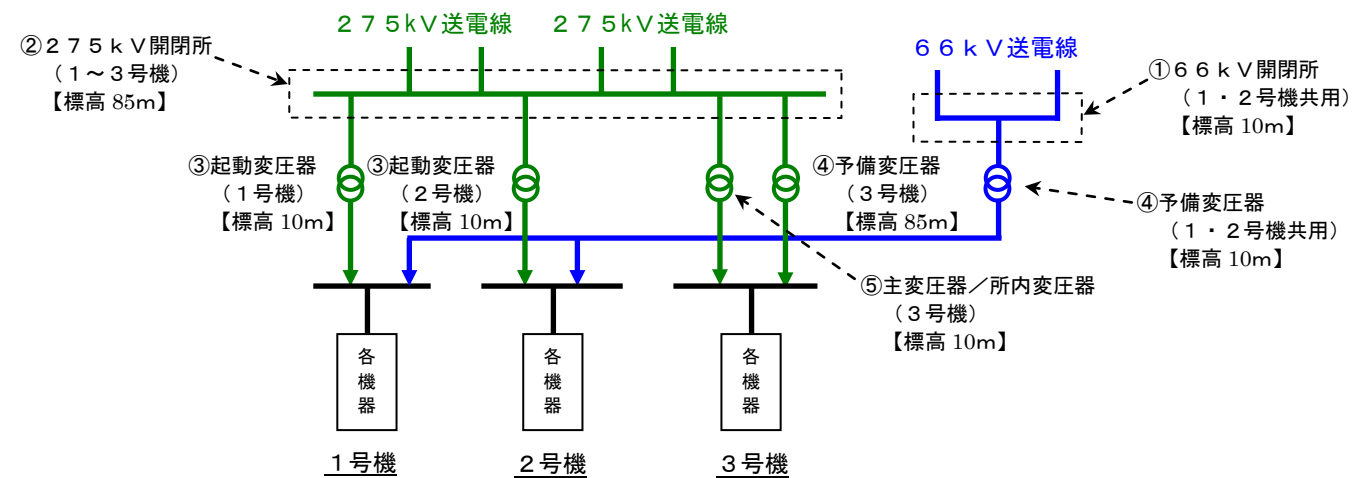 ２７５ｋＶ送電線
２７５ｋＶ送電線
②２７５ｋＶ開閉所
（１～３号機）
【標高 85ｍ】
６６ｋＶ送電線
①６６ｋＶ開閉所
（１・２号機共用）
【標高 10ｍ】
③起動変圧器
（１号機）
【標高 10ｍ】
③起動変圧器
（２号機）
【標高 10ｍ】
④予備変圧器
（３号機）
【標高 85ｍ】
④予備変圧器
（１・２号機共用）
【標高 10ｍ】
⑤主変圧器／所内変圧器
（３号機）
【標高 10ｍ】
各機器
各機器
各機器
１号機
２号機
３号機